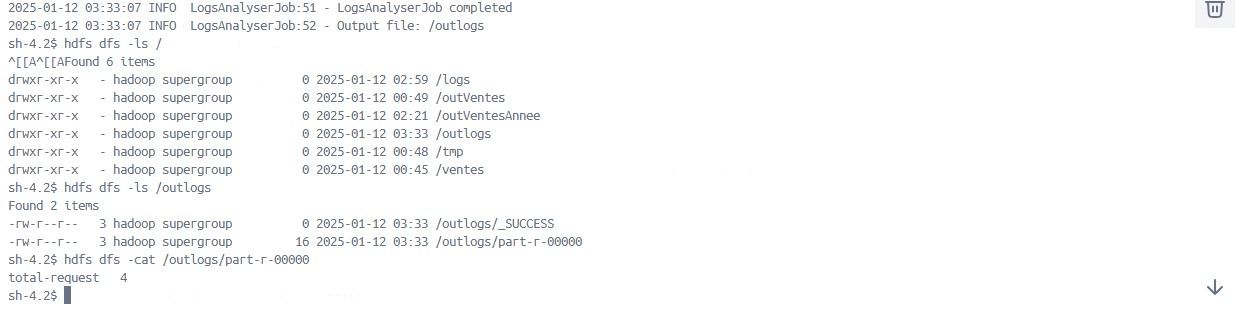 2025-01-12 03:33:07 INFO  LogsAnalyserJob:51 - LogsAnalyserJob completed
2025-01-12 03:33:07 INFO  LogsAnalyserJob:52 - Output file: /outlogs
sh-4.2$ hdfs dfs -ls /
^[[A^[[AFound 6 items
drwxr-xr-x   - hadoop supergroup          0 2025-01-12 02:59 /logs
drwxr-xr-x   - hadoop supergroup          0 2025-01-12 00:49 /outVentes
drwxr-xr-x   - hadoop supergroup          0 2025-01-12 02:21 /outVentesAnnee
drwxr-xr-x   - hadoop supergroup          0 2025-01-12 03:33 /outlogs
drwxr-xr-x   - hadoop supergroup          0 2025-01-12 00:48 /tmp
drwxr-xr-x   - hadoop supergroup          0 2025-01-12 00:45 /ventes
sh-4.2$ hdfs dfs -ls /outlogs
Found 2 items
-rw-r--r--   3 hadoop supergroup          0 2025-01-12 03:33 /outlogs/_SUCCESS
-rw-r--r--   3 hadoop supergroup         16 2025-01-12 03:33 /outlogs/part-r-00000
sh-4.2$ hdfs dfs -cat /outlogs/part-r-00000
total-request   4
sh-4.2$